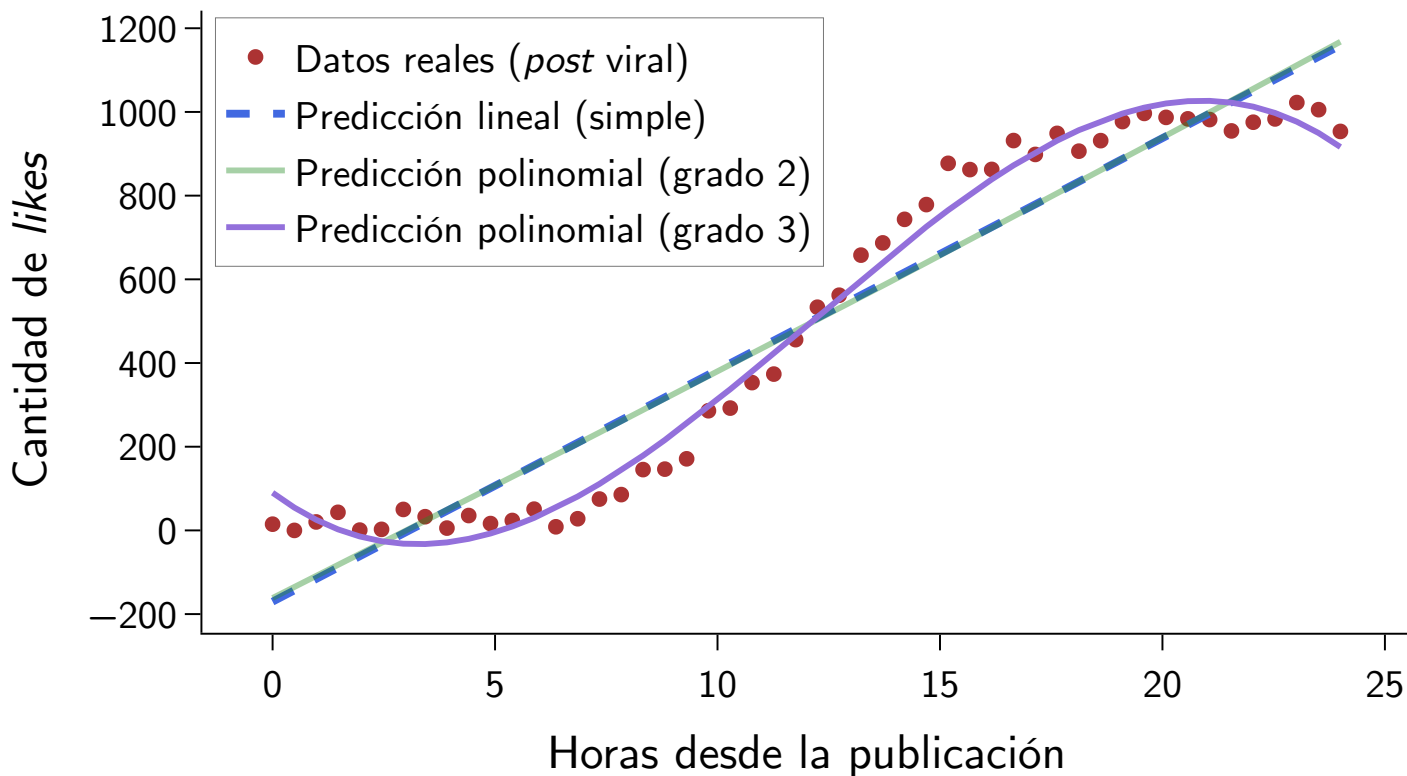 Datos reales (post viral)
Predicción lineal (simple)
Predicción polinomial (grado 2)
Predicción polinomial (grado 3)
Cantidad de likes
1200
1000
800
600
400
200
0
−200
0 5 10 15 20 25
Horas desde la publicación